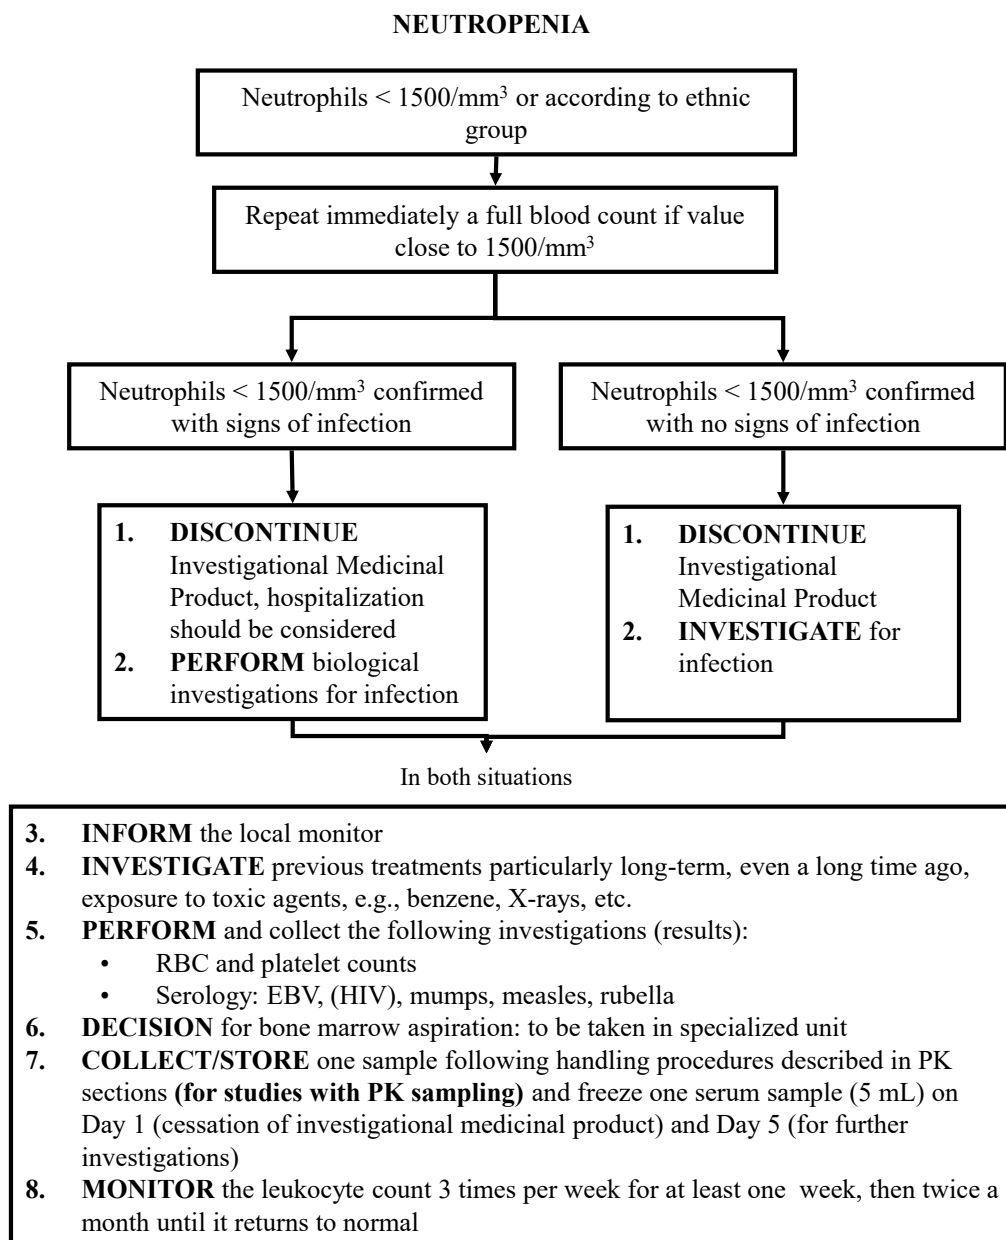 NEUTROPENIA
Neutrophils < 1500/mm³ or according to ethnic
group
Repeat immediately a full blood count if value
close to 1500/mm³
Neutrophils < 1500/mm³ confirmed
with signs of infection
Neutrophils < 1500/mm³ confirmed
with no signs of infection
1. DISCONTINUE
Investigational Medicinal
Product, hospitalization
should be considered
2. PERFORM biological
investigations for infection
1. DISCONTINUE
Investigational
Medicinal Product
2. INVESTIGATE for
infection
In both situations
3. INFORM the local monitor
4. INVESTIGATE previous treatments particularly long-term, even a long time ago,
exposure to toxic agents, e.g., benzene, X-rays, etc.
5. PERFORM and collect the following investigations (results):
• RBC and platelet counts
• Serology: EBV, (HIV), mumps, measles, rubella
6. DECISION for bone marrow aspiration: to be taken in specialized unit
7. COLLECT/STORE one sample following handling procedures described in PK
sections (for studies with PK sampling) and freeze one serum sample (5 mL) on
Day 1 (cessation of investigational medicinal product) and Day 5 (for further
investigations)
8. MONITOR the leukocyte count 3 times per week for at least one week, then twice a
month until it returns to normal